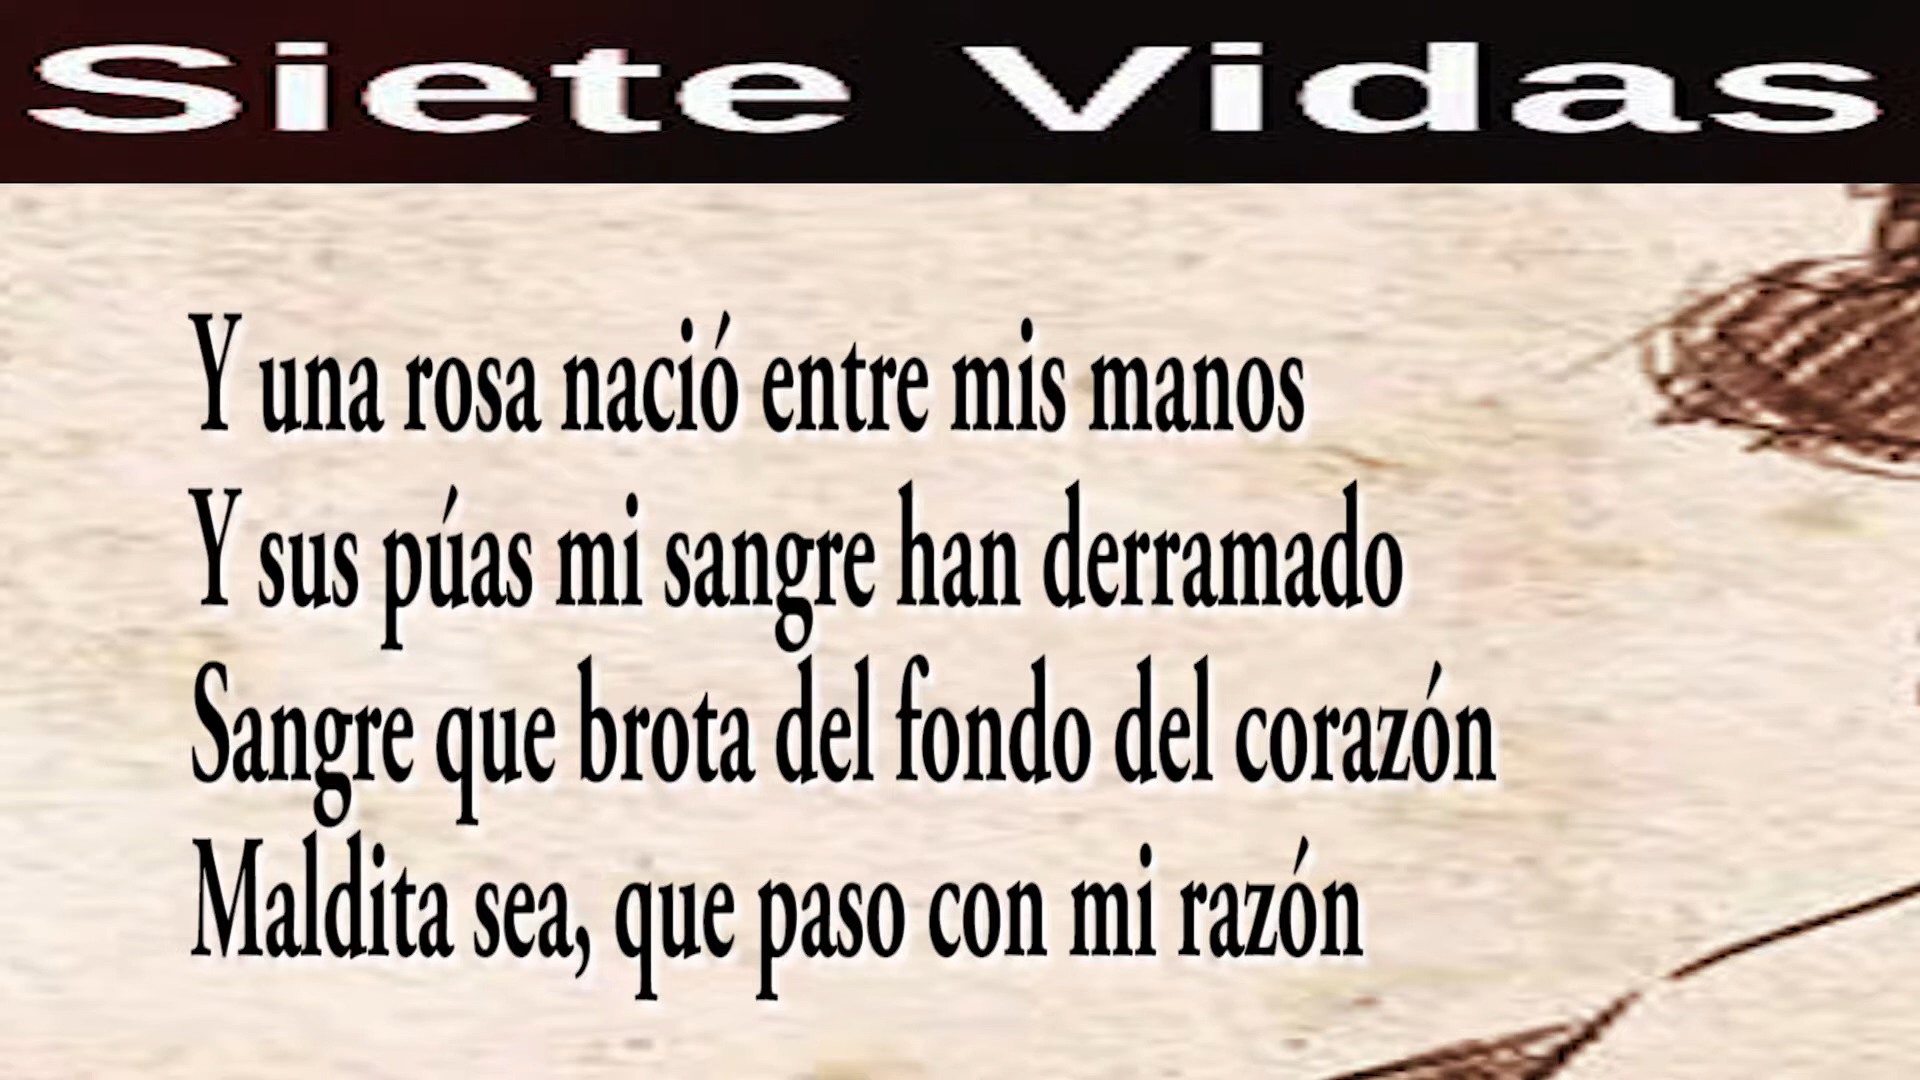 Siete Vidas
Y una rosa nació entre mis manos
Y sus púas mi sangre han derramado
Sangre que brota del fondo del corazón
Maldita sea, que paso con mi razón